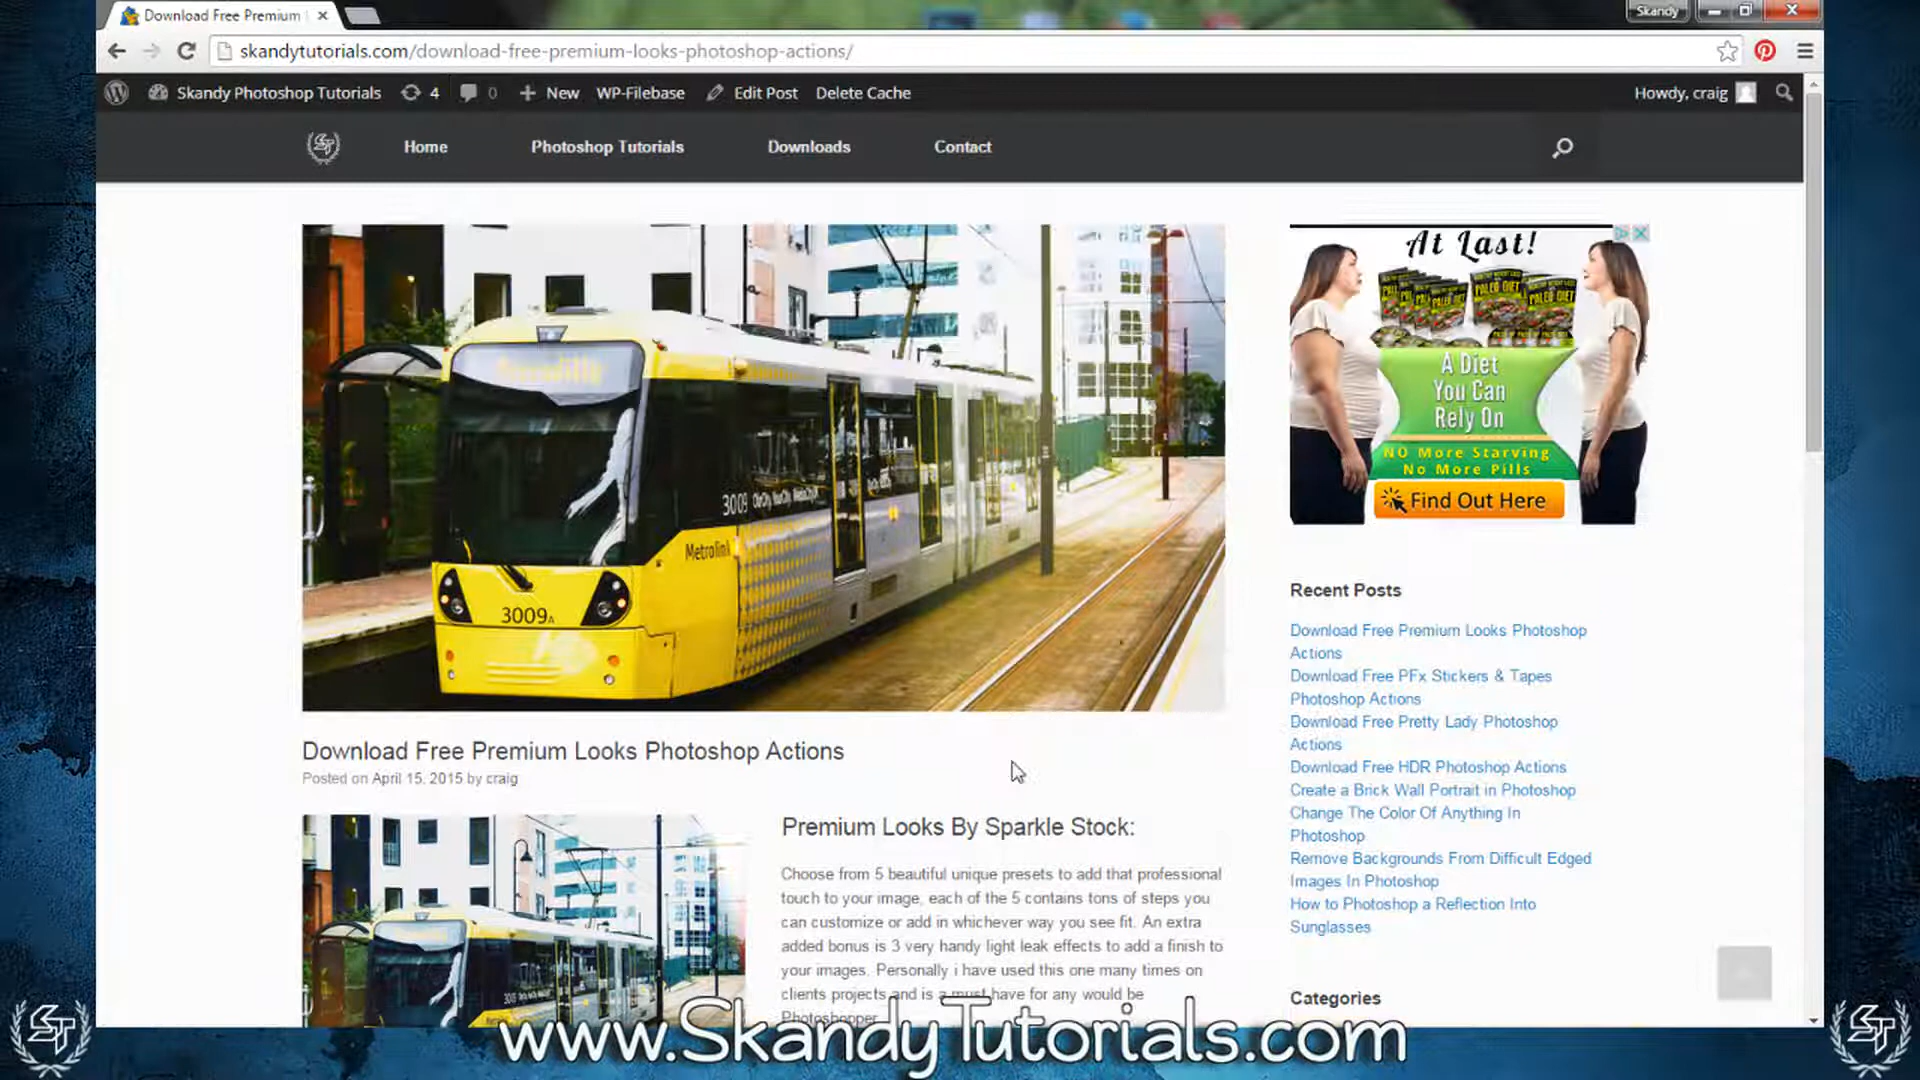 Download Free Premium
Skandy
skandytutorials.com/download-free-premium-looks-photoshop-actions/
Skandy Photoshop Tutorials 4 0 New WP-Filebase Edit Post Delete Cache Howdy, craig
Home Photoshop Tutorials Downloads Contact
At Last!
PALEO DIET
A Diet
You Can
Rely On
NO More Starving
No More Pills
Find Out Here
3009
Metrolink
3009A
Recent Posts
Download Free Premium Looks Photoshop
Actions
Download Free PFx Stickers & Tapes
Photoshop Actions
Download Free Pretty Lady Photoshop
Actions
Download Free HDR Photoshop Actions
Create a Brick Wall Portrait in Photoshop
Change The Color Of Anything In
Photoshop
Remove Backgrounds From Difficult Edged
Images In Photoshop
How to Photoshop a Reflection Into
Sunglasses
Categories
Download Free Premium Looks Photoshop Actions
Posted on April 15, 2015 by craig
Premium Looks By Sparkle Stock:
Choose from 5 beautiful unique presets to add that professional
touch to your image, each of the 5 contains tons of steps you
can customize or add in whichever way you see fit. An extra
added bonus is 3 very handy light leak effects to add a finish to
your images. Personally i have used this one many times on
clients projects and is a must have for any would be
Photoshopper
www.SkandyTutorials.com
ST
ST